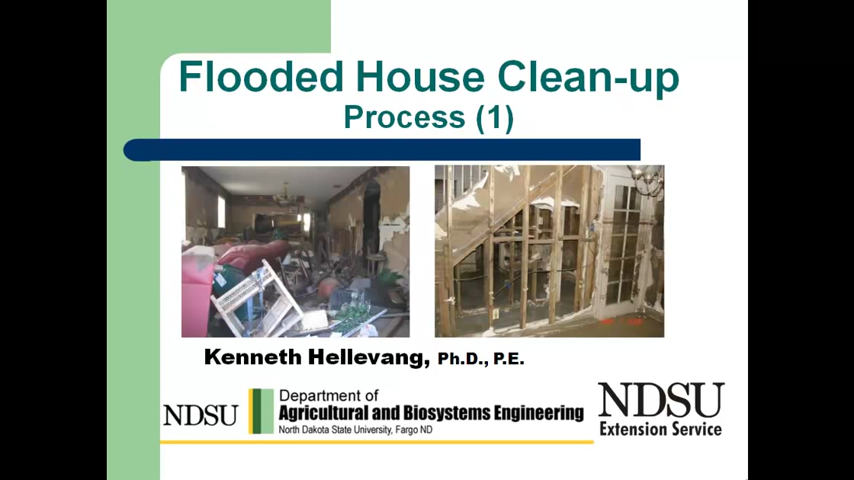 Flooded House Clean-up
Process (1)
Kenneth Hellevang, Ph.D., P.E.
NDSU
Department of
Agricultural and Biosystems Engineering
North Dakota State University, Fargo ND
NDSU
Extension Service